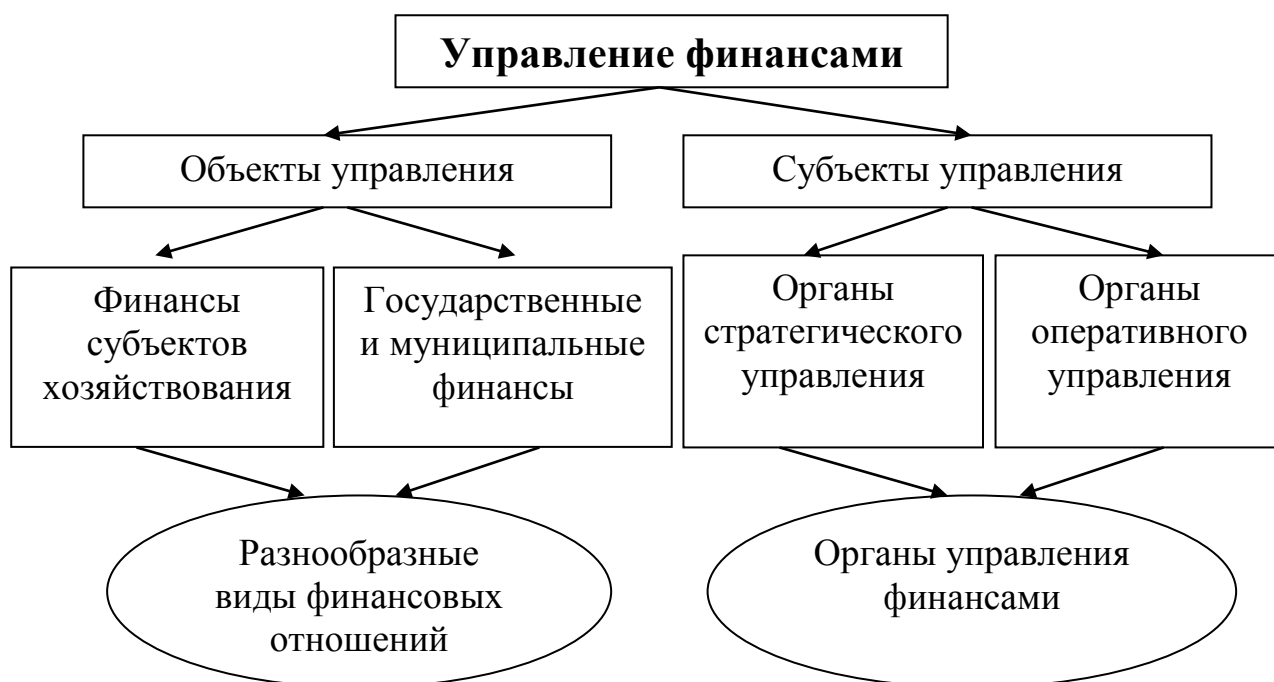 Управление финансами
Объекты управления
Субъекты управления
Финансы
субъектов
хозяйствования
Государственные
и муниципальные
финансы
Органы
стратегического
управления
Органы
оперативного
управления
Разнообразные
виды финансовых
отношений
Органы управления
финансами